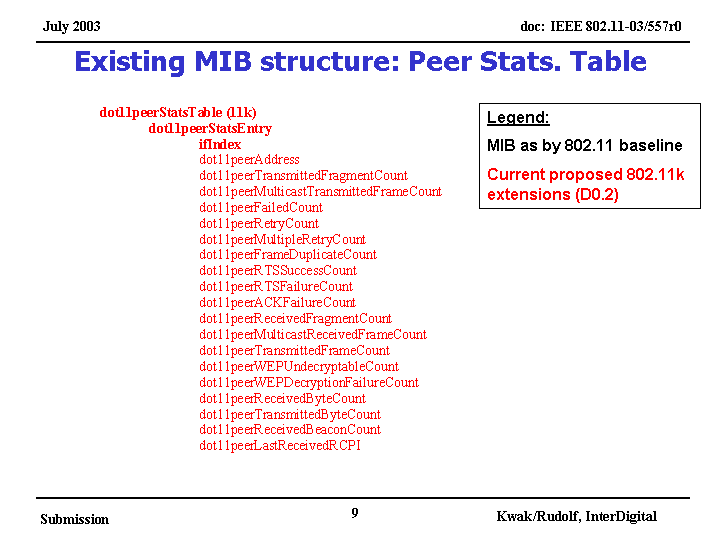 July 2003
doc: IEEE 802.11-03/557r0
Existing MIB structure: Peer Stats. Table
dot11peerStatsTable (11k)
dot11peerStatsEntry
ifIndex
dot11peerAddress
dot11peerTransmittedFragmentCount
dot11peerMulticastTransmittedFrameCount
dot11peerFailedCount
dot11peerRetryCount
dot11peerMultipleRetryCount
dot11peerFrameDuplicateCount
dot11peerRTSSuccessCount
dot11peerRTSFailureCount
dot11peerACKFailureCount
dot11peerReceivedFragmentCount
dot11peerMulticastReceivedFrameCount
dot11peerTransmittedFrameCount
dot11peerWEPUndecryptableCount
dot11peerWEPDecryptionFailureCount
dot11peerReceivedByteCount
dot11peerTransmittedByteCount
dot11peerReceivedBeaconCount
dot11peerLastReceivedRCPI
Legend:
MIB as by 802.11 baseline
Current proposed 802.11k
extensions (D0.2)
Submission
9
Kwak/Rudolf, InterDigital